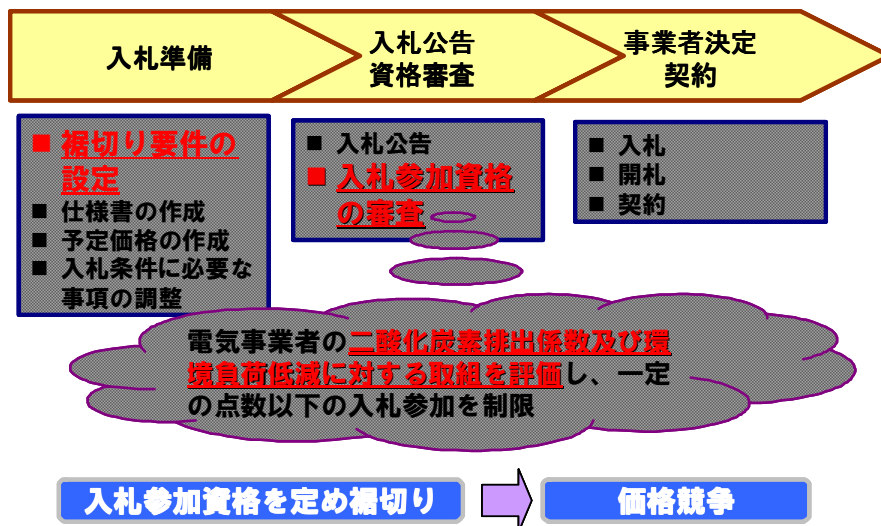 入札準備
入札公告
資格審査
事業者決定
契約
■ 裾切り要件の
設定
■ 仕様書の作成
■ 予定価格の作成
■ 入札条件に必要な
事項の調整
■ 入札公告
■ 入札参加資格
の審査
■ 入札
■ 開札
■ 契約
電気事業者の二酸化炭素排出係数及び環
境負荷低減に対する取組を評価し、一定
の点数以下の入札参加を制限
入札参加資格を定め裾切り
価格競争